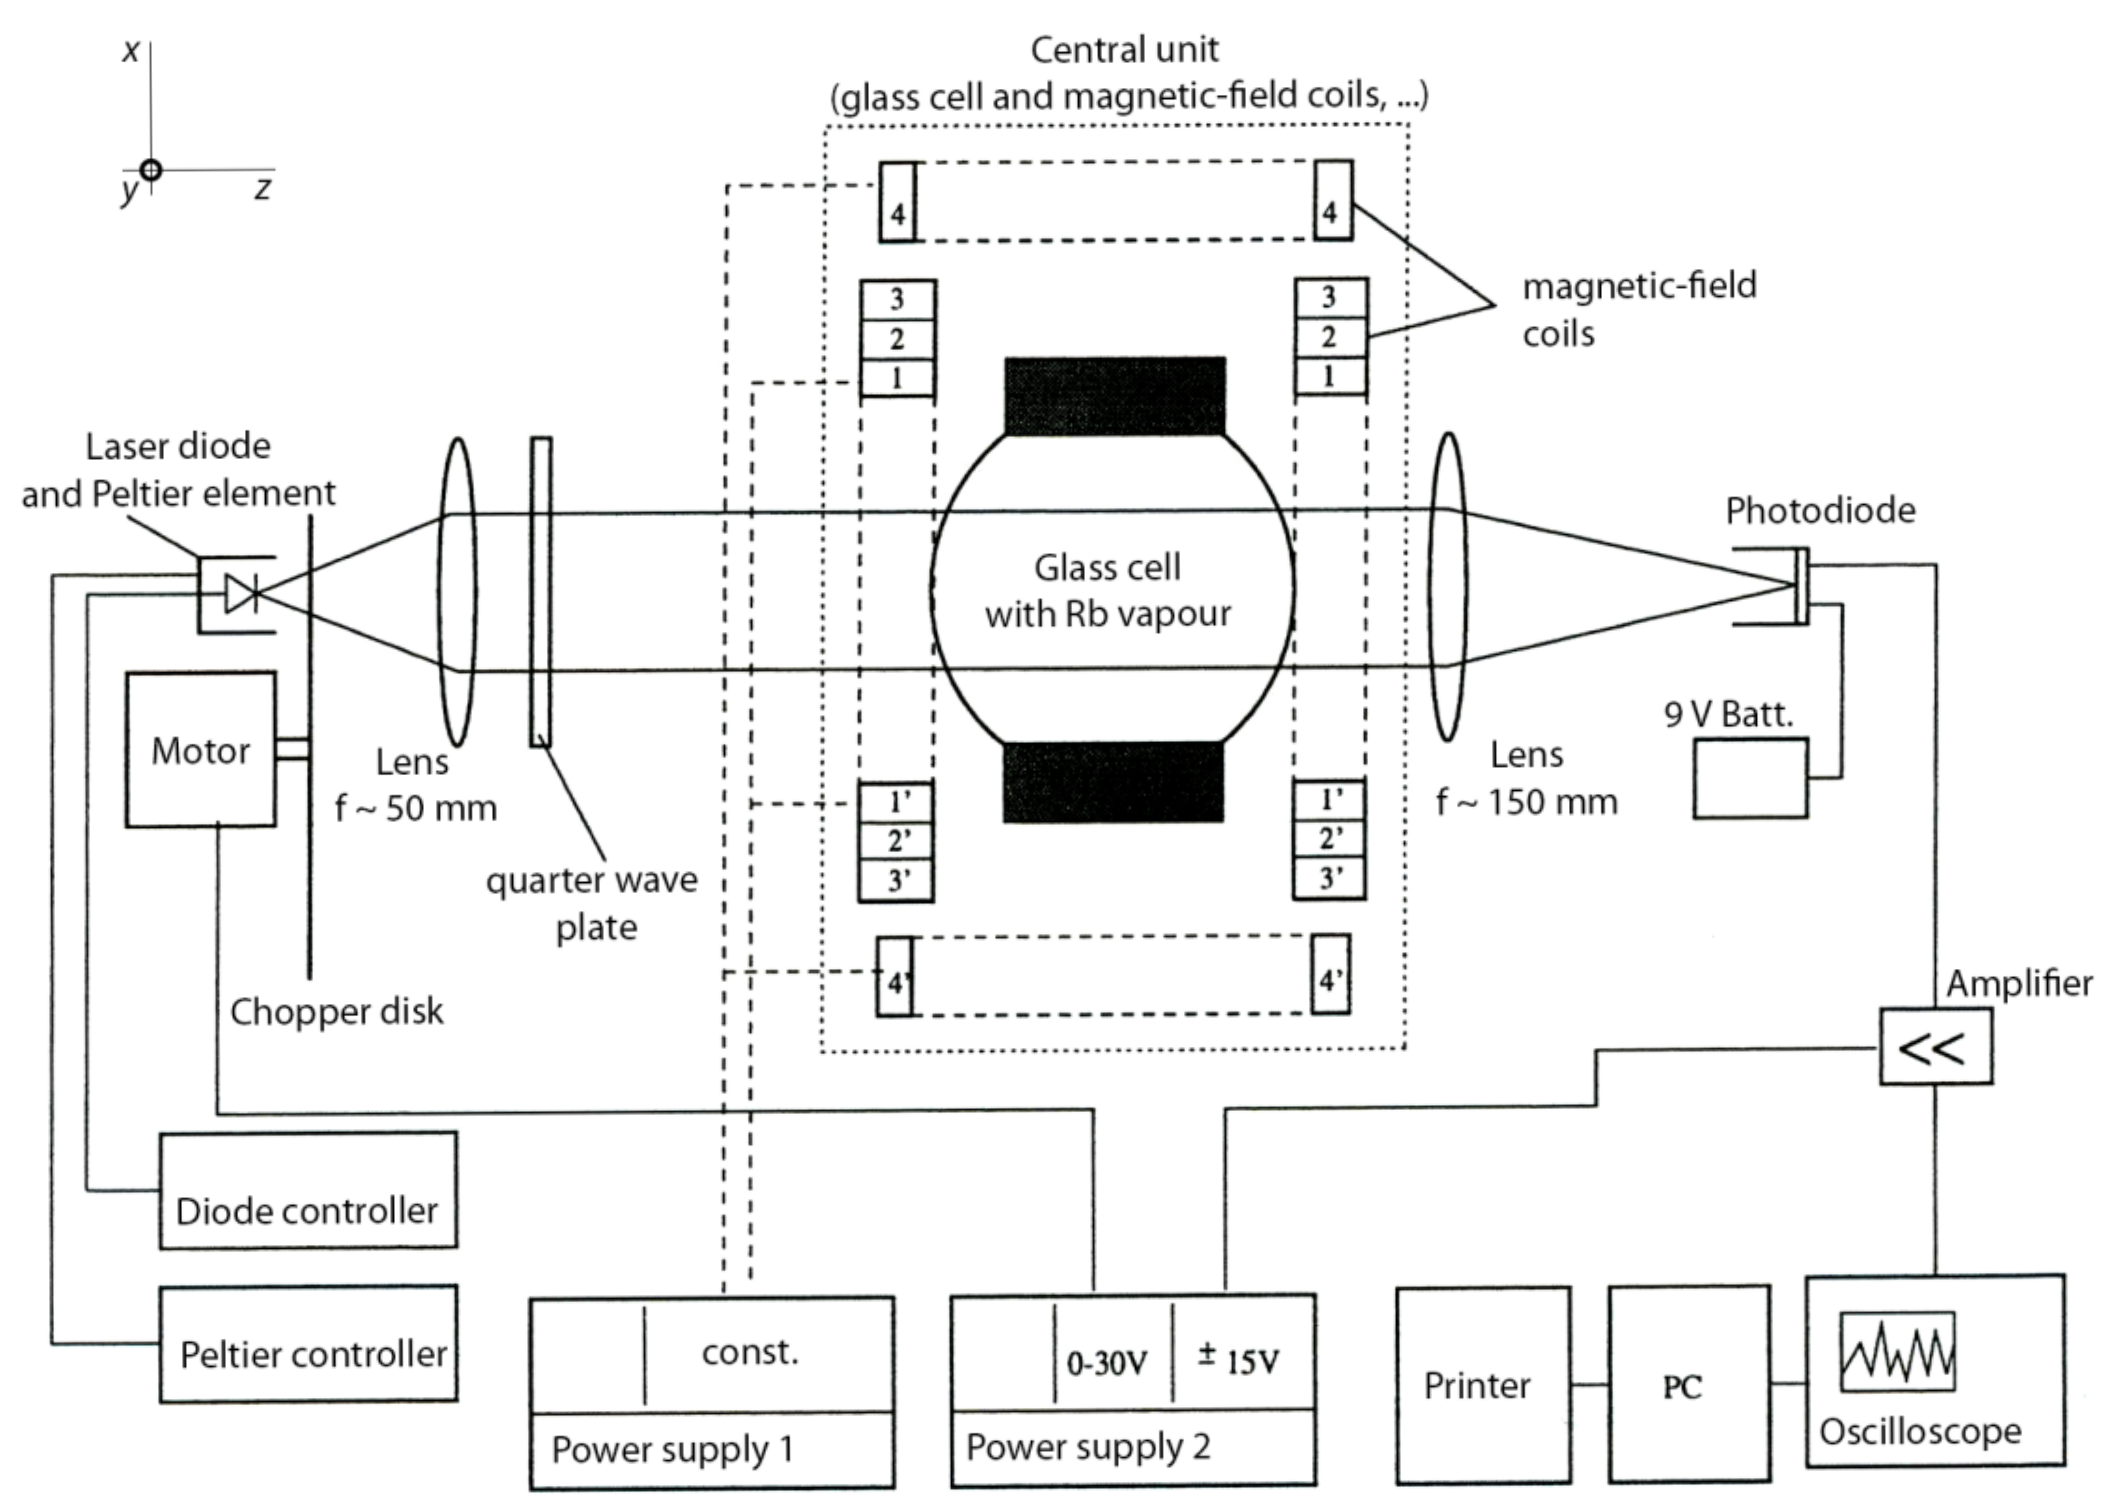 x
y
z
Central unit
(glass cell and magnetic-field coils, ...)
4
4
3
2
1
3
2
1
magnetic-field
coils
Laser diode
and Peltier element
Photodiode
Glass cell
with Rb vapour
Motor
Lens
f ~ 50 mm
quarter wave
plate
1'
2'
3'
1'
2'
3'
9 V Batt.
Lens
f ~ 150 mm
4'
4'
Chopper disk
Amplifier
<<
Diode controller
Peltier controller
const.
Power supply 1
0-30V
± 15V
Power supply 2
Printer
PC
Oscilloscope